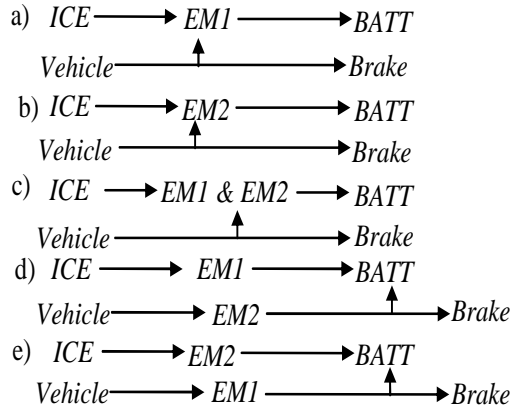 a) ICE EM1 BATT
Vehicle Brake
b) ICE EM2 BATT
Vehicle Brake
c) ICE EM1 & EM2 BATT
Vehicle Brake
d) ICE EM1 BATT
Vehicle EM2 Brake
e) ICE EM2 BATT
Vehicle EM1 Brake